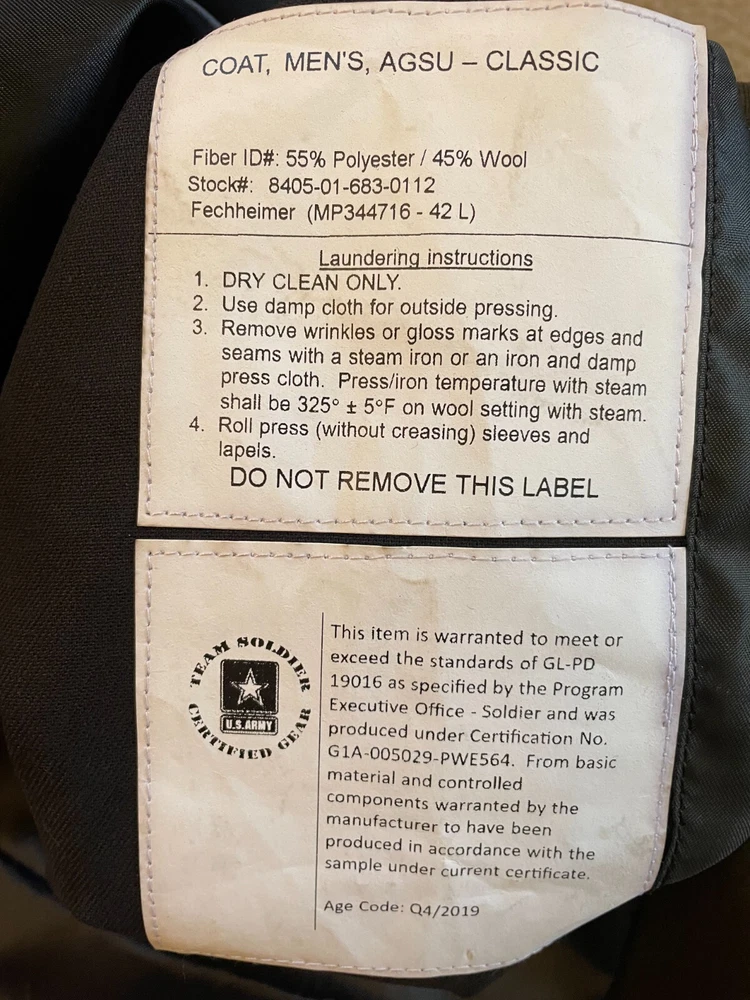 COAT, MEN'S, AGSU – CLASSIC
Fiber ID#: 55% Polyester / 45% Wool
Stock#: 8405-01-683-0112
Fechheimer (MP344716 - 42 L)
Laundering instructions
1. DRY CLEAN ONLY.
2. Use damp cloth for outside pressing.
3. Remove wrinkles or gloss marks at edges and
seams with a steam iron or an iron and damp
press cloth. Press/iron temperature with steam
shall be 325° ± 5°F on wool setting with steam.
4. Roll press (without creasing) sleeves and
lapels.
DO NOT REMOVE THIS LABEL
TEAM SOLDIER
U.S.ARMY
CERTIFIED GEAR
This item is warranted to meet or
exceed the standards of GL-PD
19016 as specified by the Program
Executive Office - Soldier and was
produced under Certification No.
G1A-005029-PWE564. From basic
material and controlled
components warranted by the
manufacturer to have been
produced in accordance with the
sample under current certificate.
Age Code: Q4/2019